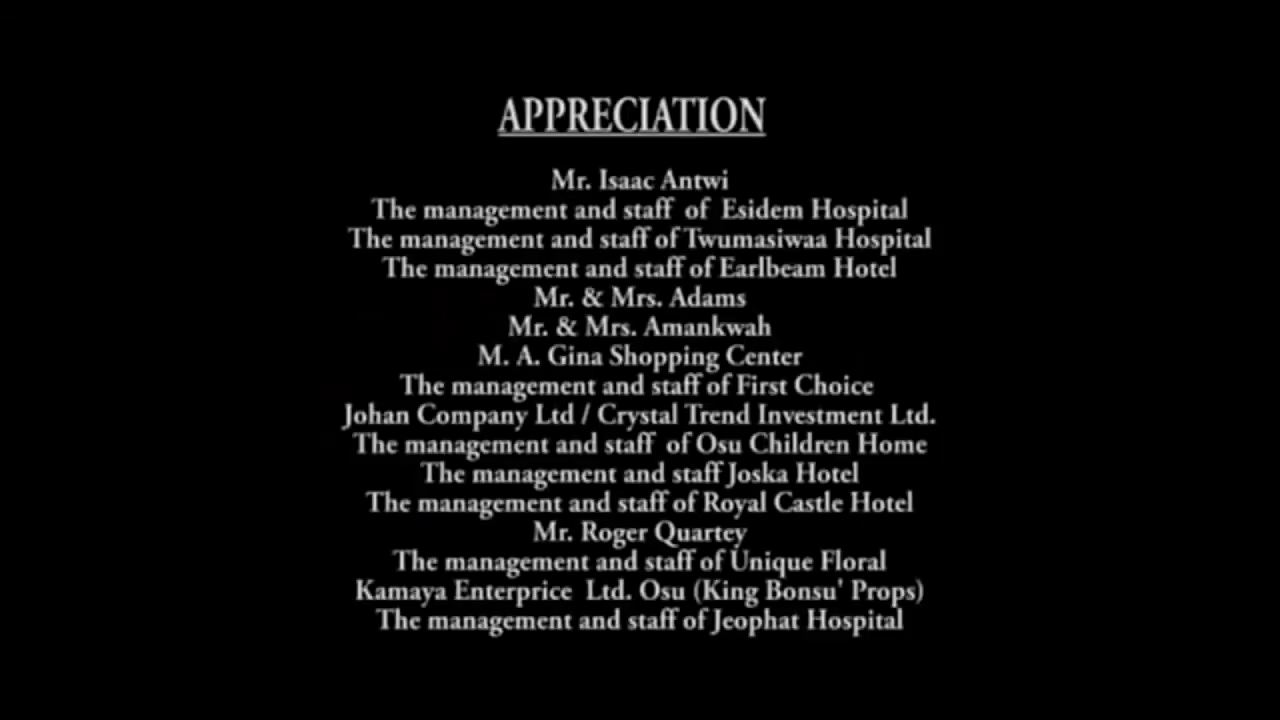 APPRECIATION
Mr. Isaac Antwi
The management and staff of Esidem Hospital
The management and staff of Twumasiwaa Hospital
The management and staff of Earlbeam Hotel
Mr. & Mrs. Adams
Mr. & Mrs. Amankwah
M. A. Gina Shopping Center
The management and staff of First Choice
Johan Company Ltd / Crystal Trend Investment Ltd.
The management and staff of Osu Children Home
The management and staff Joska Hotel
The management and staff of Royal Castle Hotel
Mr. Roger Quartey
The management and staff of Unique Floral
Kamaya Enterprice Ltd. Osu (King Bonsu' Props)
The management and staff of Jeophat Hospital